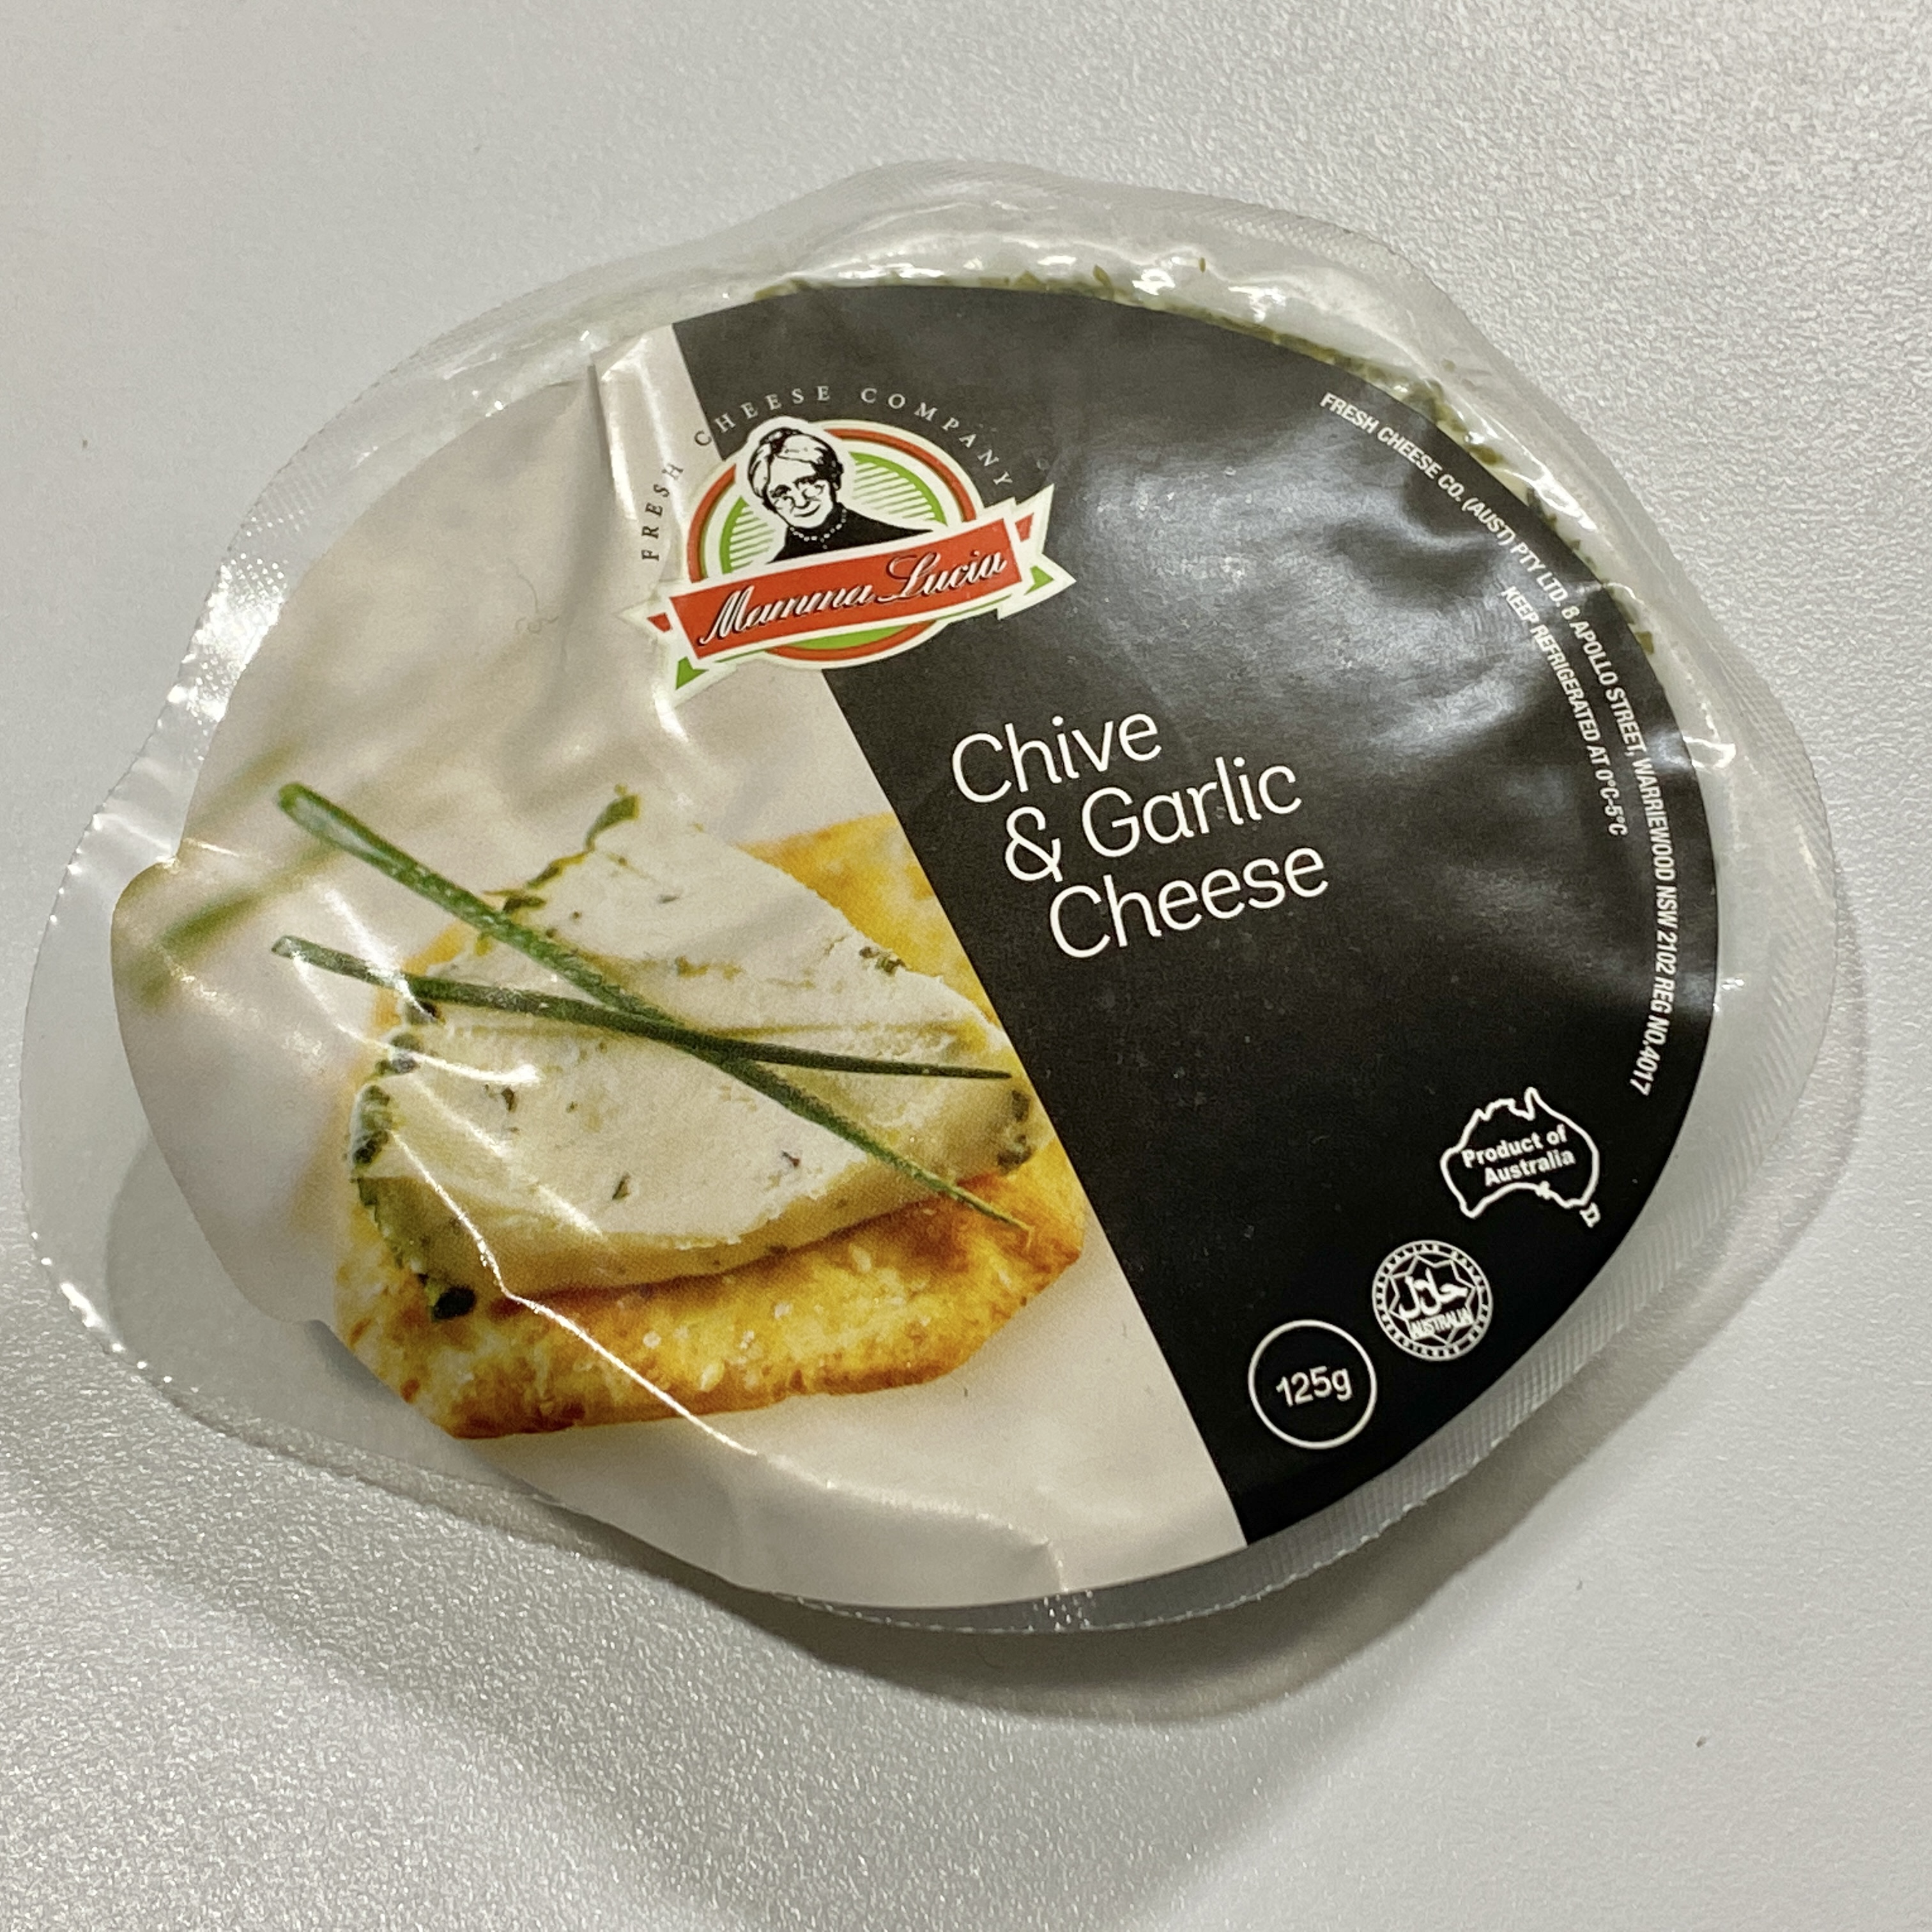 FRESH CHEESE COMPANY
Mamma Lucia
Chive
& Garlic
Cheese
FRESH CHEESE CO. (AUST) PTY LTD. 8 APOLLO STREET, WARRIEWOOD NSW 2102 REG NO.4017
KEEP REFRIGERATED AT 0°C-5°C
Product of
Australia
حلال
AUSTRALIA
125g